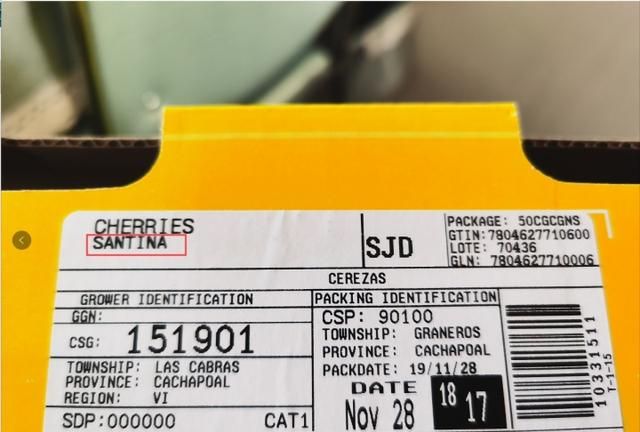 CHERRIES
SANTINA
SJD
PACKAGE: 50CGCGNS
GTIN:7804627710600
LOTE: 70436
GLN: 7804627710006
CEREZAS
GROWER IDENTIFICATION
GGN:
CSG: 151901
TOWNSHIP: LAS CABRAS
PROVINCE: CACHAPOAL
REGION: VI
SDP:000000 CAT1
PACKING IDENTIFICATION
CSP: 90100
TOWNSHIP: GRANEROS
PROVINCE: CACHAPOAL
PACKDATE: 19/11/28
DATE
Nov 28
18
17
10331511
T-1-15